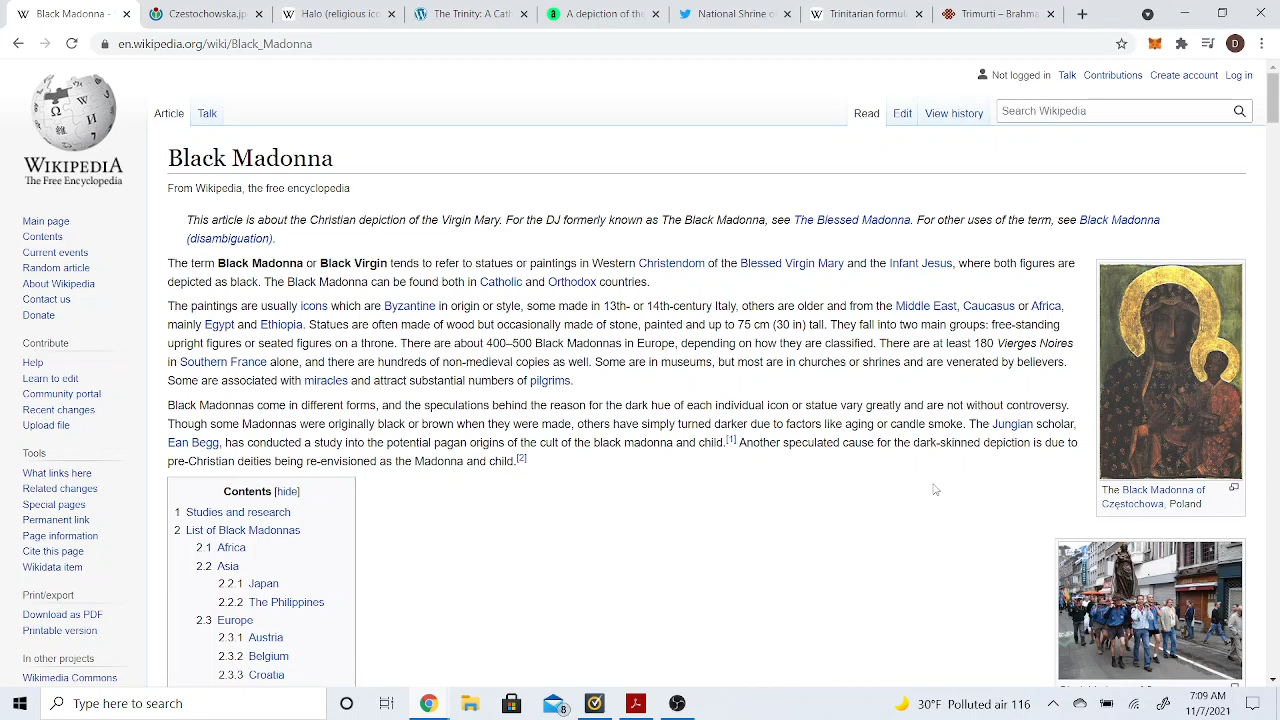 Black Madonna -
Czestochowska.jp
Halo (religious ic
The Trinity: A Cath
A depiction of the
National Shrine o
Trinitarian formul
Trimurti – Brahma
en.wikipedia.org/wiki/Black_Madonna
D
Not logged in Talk Contributions Create account Log in
Article Talk Read Edit View history Search Wikipedia
WIKIPEDIA
The Free Encyclopedia
Main page
Contents
Current events
Random article
About Wikipedia
Contact us
Donate
Contribute
Help
Learn to edit
Community portal
Recent changes
Upload file
Tools
What links here
Related changes
Special pages
Permanent link
Page information
Cite this page
Wikidata item
Print/export
Download as PDF
Printable version
In other projects
Wikimedia Commons
Black Madonna
From Wikipedia, the free encyclopedia
This article is about the Christian depiction of the Virgin Mary. For the DJ formerly known as The Black Madonna, see The Blessed Madonna. For other uses of the term, see Black Madonna
(disambiguation).
The term Black Madonna or Black Virgin tends to refer to statues or paintings in Western Christendom of the Blessed Virgin Mary and the Infant Jesus, where both figures are
depicted as black. The Black Madonna can be found both in Catholic and Orthodox countries.
The paintings are usually icons which are Byzantine in origin or style, some made in 13th- or 14th-century Italy, others are older and from the Middle East, Caucasus or Africa,
mainly Egypt and Ethiopia. Statues are often made of wood but occasionally made of stone, painted and up to 75 cm (30 in) tall. They fall into two main groups: free-standing
upright figures or seated figures on a throne. There are about 400–500 Black Madonnas in Europe, depending on how they are classified. There are at least 180 Vierges Noires
in Southern France alone, and there are hundreds of non-medieval copies as well. Some are in museums, but most are in churches or shrines and are venerated by believers.
Some are associated with miracles and attract substantial numbers of pilgrims.
Black Madonnas come in different forms, and the speculations behind the reason for the dark hue of each individual icon or statue vary greatly and are not without controversy.
Though some Madonnas were originally black or brown when they were made, others have simply turned darker due to factors like aging or candle smoke. The Jungian scholar,
Ean Begg, has conducted a study into the potential pagan origins of the cult of the black madonna and child.[1] Another speculated cause for the dark-skinned depiction is due to
pre-Christian deities being re-envisioned as the Madonna and child.[2]
The Black Madonna of
Częstochowa, Poland
Contents [hide]
1 Studies and research
2 List of Black Madonnas
2.1 Africa
2.2 Asia
2.2.1 Japan
2.2.2 The Philippines
2.3 Europe
2.3.1 Austria
2.3.2 Belgium
2.3.3 Croatia
Type here to search
8
30°F Polluted air 116
7:09 AM
11/7/2021